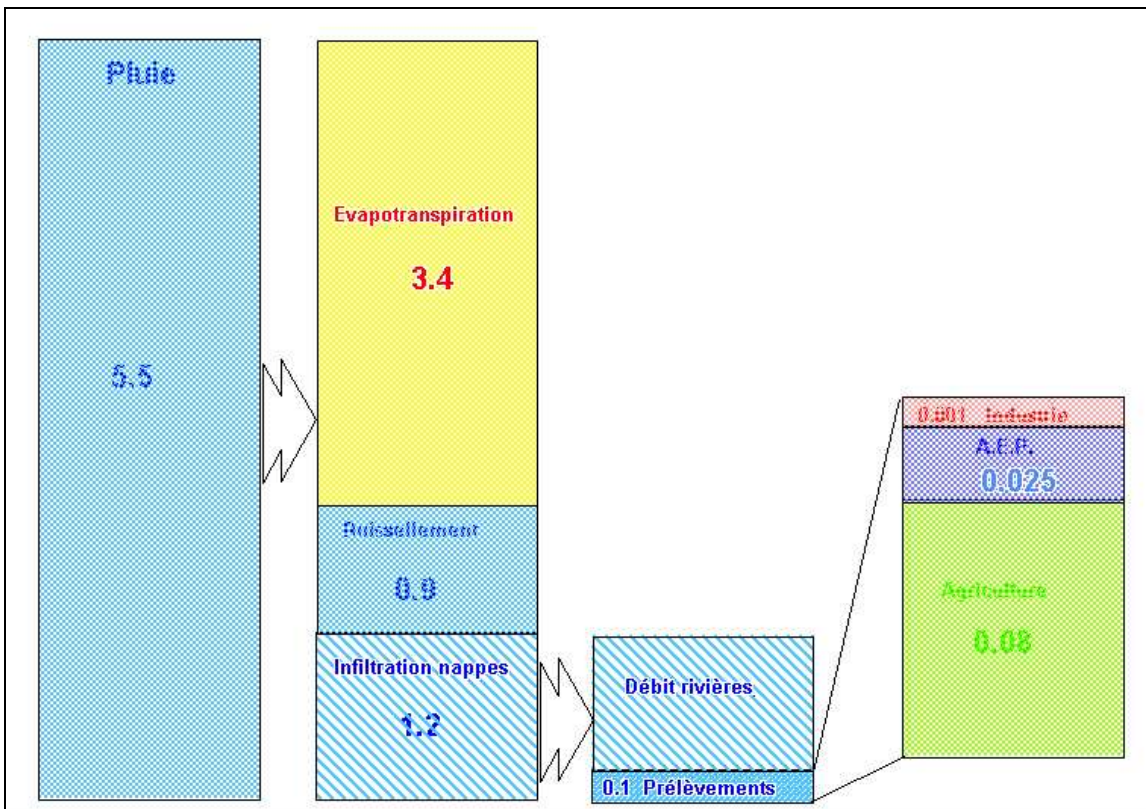 Pluie
5.5
Evapotranspiration
3.4
Ruissellement
0.9
Infiltration nappes
1.2
Débit rivières
0.1 Prélèvements
0.001 Industrie
A.E.P.
0.025
Agriculture
0.08